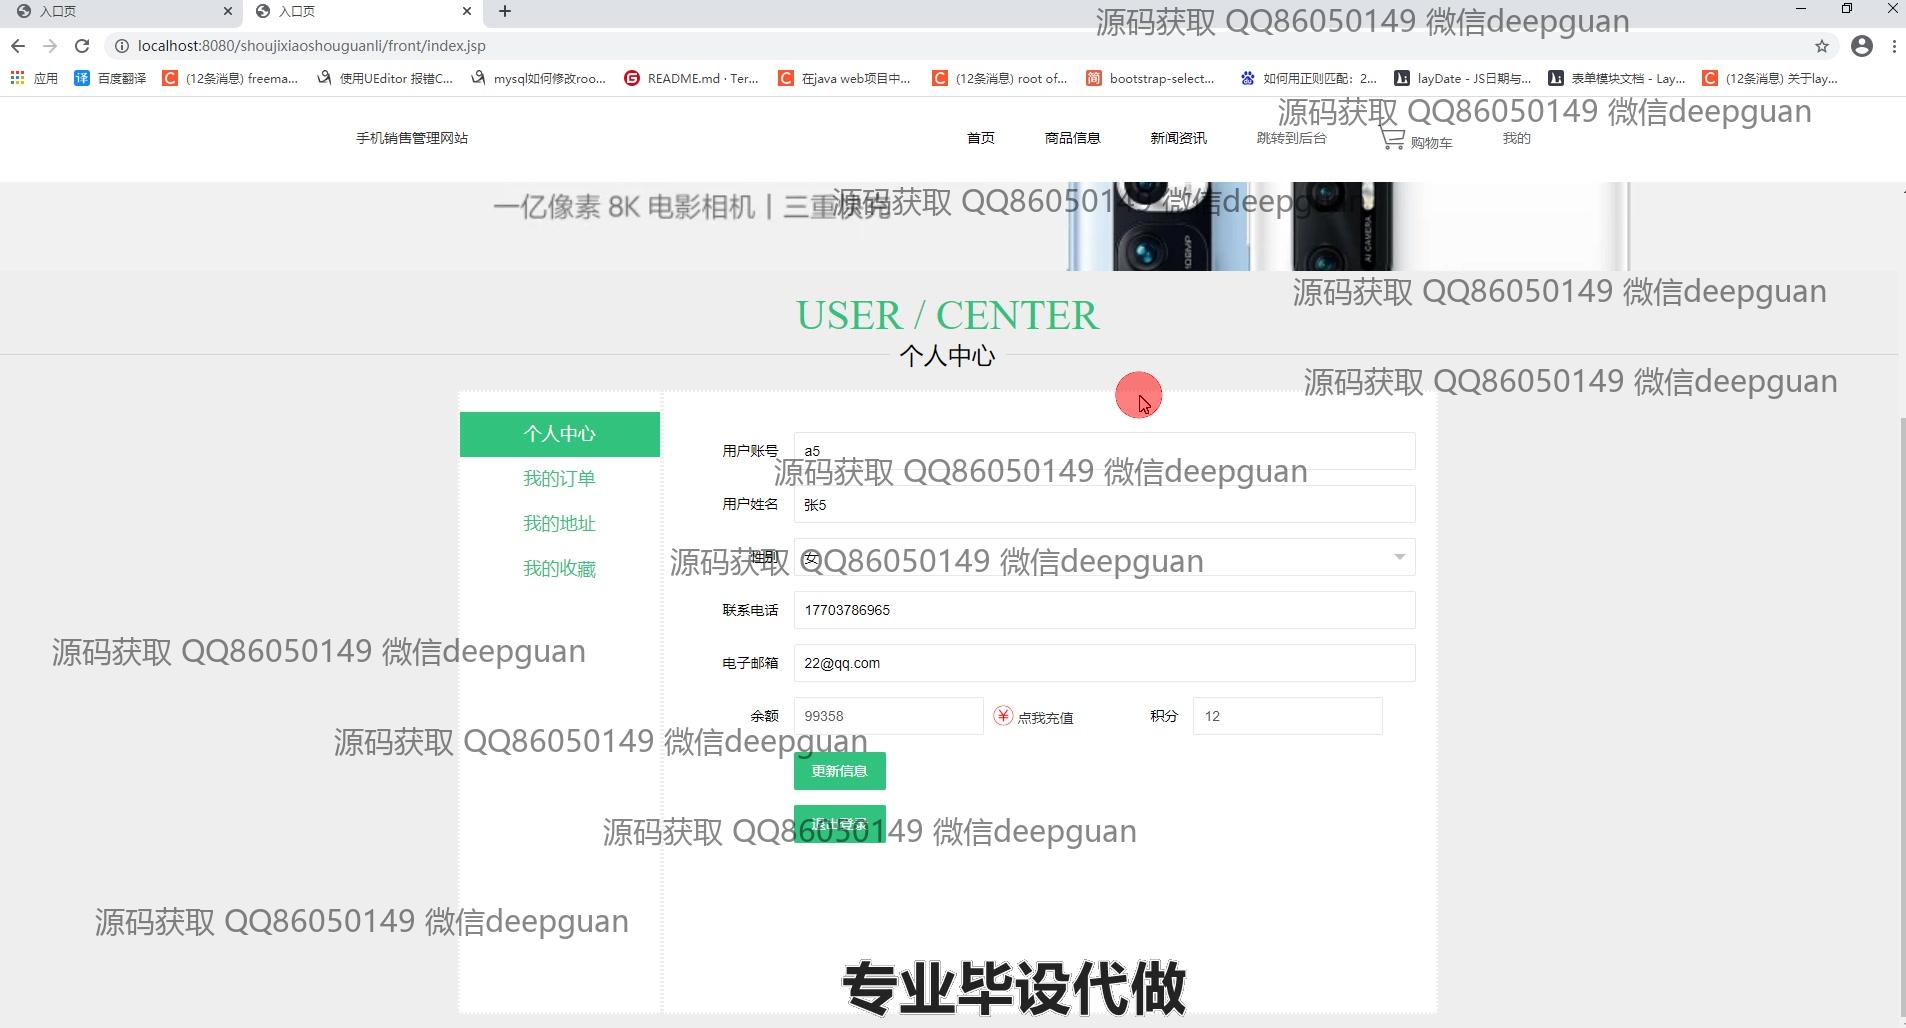 入口页
入口页
源码获取 QQ86050149 微信deepguan
localhost:8080/shoujixiaoshouguanli/front/index.jsp
应用
百度翻译
(12条消息) freema...
使用UEditor 报错C...
mysql如何修改roo...
README.md · Ter...
在java web项目中...
(12条消息) root of...
bootstrap-select...
如何用正则匹配：2...
layDate - JS日期与...
表单模块文档 - Lay...
(12条消息) 关于lay...
源码获取 QQ86050149 微信deepguan
手机销售管理网站
首页
商品信息
新闻资讯
跳转到后台
购物车
我的
一亿像素 8K 电影相机丨三重
源码获取 QQ86050149 微信deepguan
源码获取 QQ86050149 微信deepguan
USER / CENTER
个人中心
源码获取 QQ86050149 微信deepguan
个人中心
我的订单
我的地址
我的收藏
用户账号 a5
源码获取 QQ86050149 微信deepguan
用户姓名 张5
性别 女
源码获取 QQ86050149 微信deepguan
联系电话 17703786965
源码获取 QQ86050149 微信deepguan
电子邮箱 22@qq.com
余额 99358 点我充值 积分 12
源码获取 QQ86050149 微信deepguan
更新信息
退出登录
源码获取 QQ86050149 微信deepguan
源码获取 QQ86050149 微信deepguan
专业毕设代做